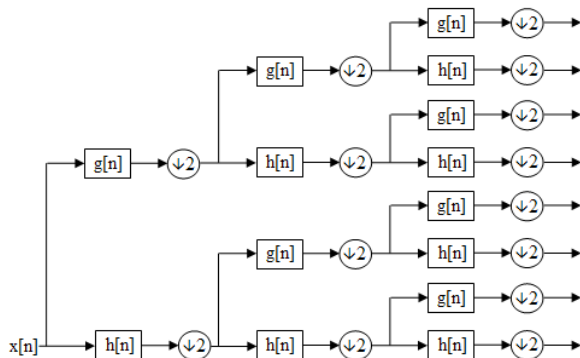 g[n] ↓2
g[n] ↓2 h[n] ↓2
g[n] ↓2
g[n] ↓2 h[n] ↓2 h[n] ↓2
g[n] ↓2
g[n] ↓2 h[n] ↓2
g[n] ↓2
x[n] h[n] ↓2 h[n] ↓2 h[n] ↓2